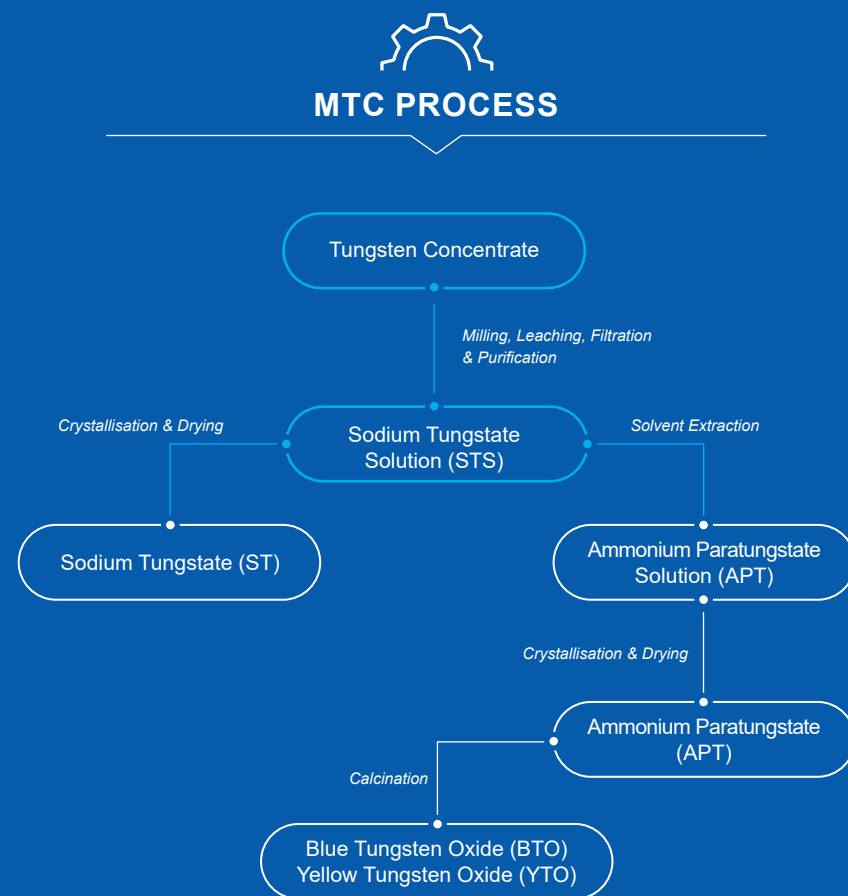 MTC PROCESS
Tungsten Concentrate
Milling, Leaching, Filtration
& Purification
Crystallisation & Drying
Sodium Tungstate
Solution (STS)
Solvent Extraction
Sodium Tungstate (ST)
Ammonium Paratungstate
Solution (APT)
Crystallisation & Drying
Ammonium Paratungstate
(APT)
Calcination
Blue Tungsten Oxide (BTO)
Yellow Tungsten Oxide (YTO)